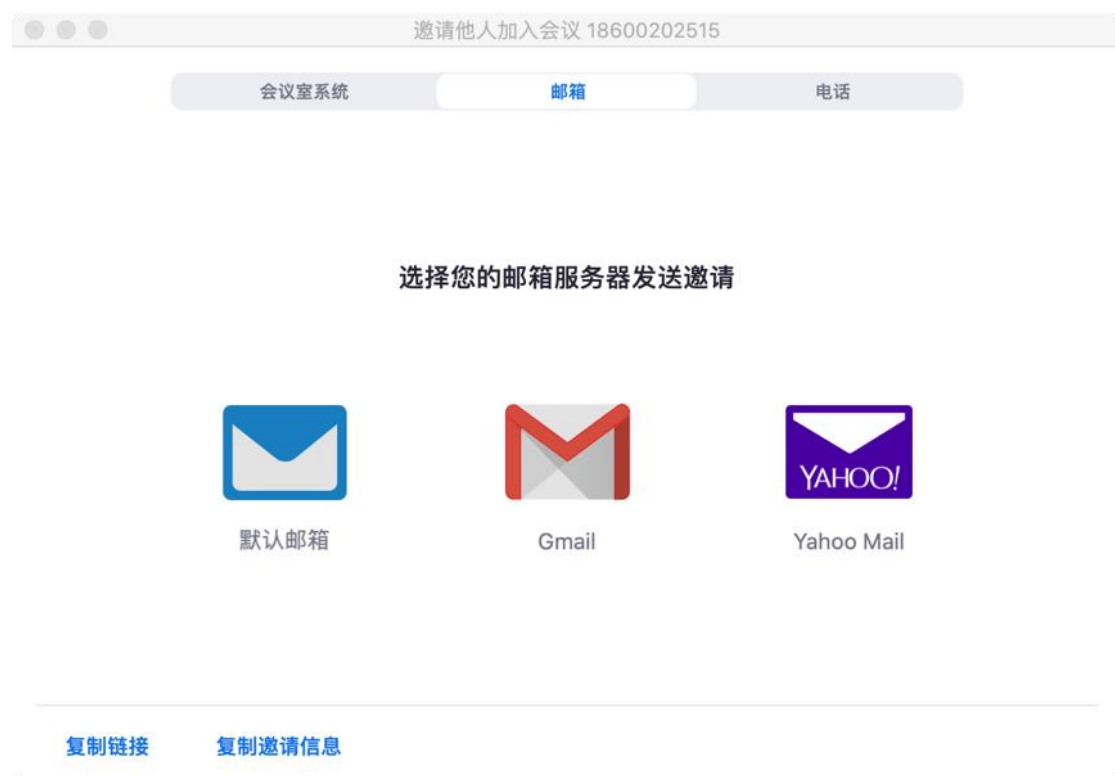 邀请他人加入会议 18600202515
会议室系统 邮箱 电话
选择您的邮箱服务器发送邀请
YAHOO!
默认邮箱 Gmail Yahoo Mail
复制链接 复制邀请信息